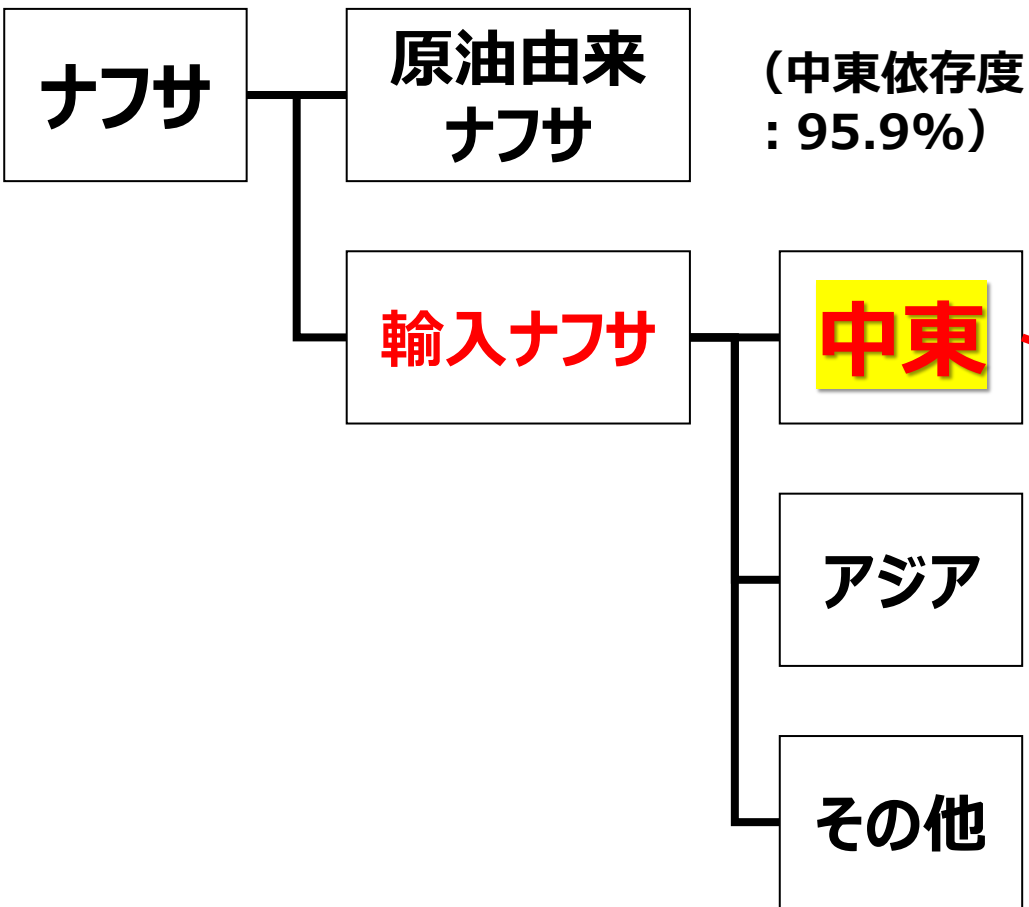 ナフサ
原油由来
ナフサ
（中東依存度
：95.9%）
輸入ナフサ
中東
アジア
その他